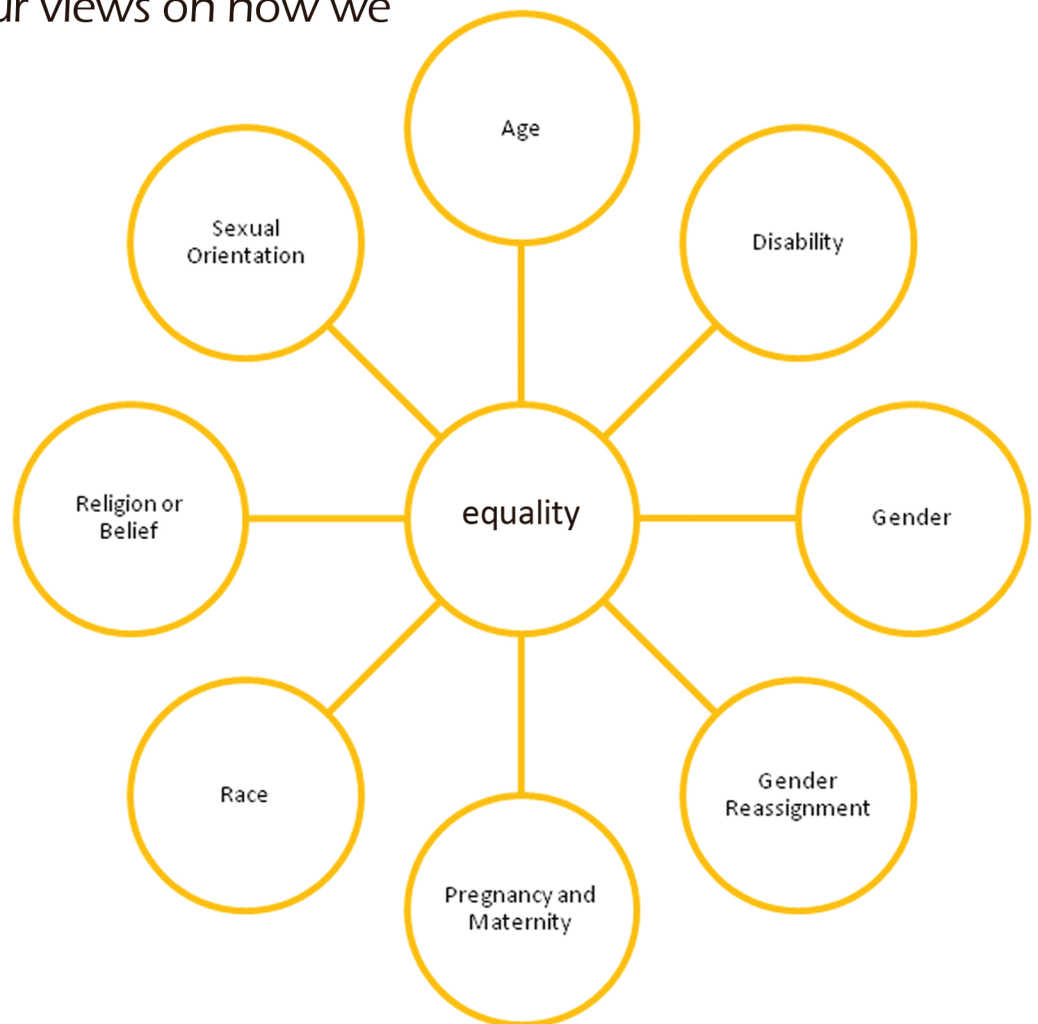 ur views on how we
Age
Disability
Sexual
Orientation
equality
Gender
Religion or
Belief
Gender
Reassignment
Race
Pregnancy and
Maternity